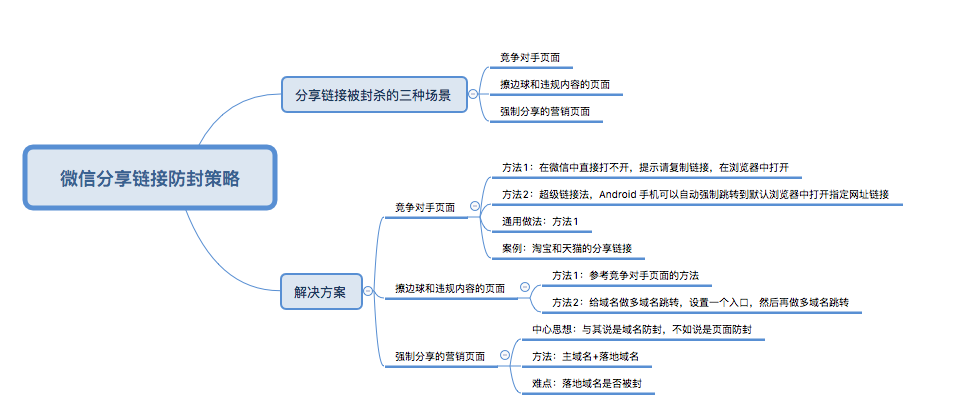 微信分享链接防封策略
分享链接被封杀的三种场景
竞争对手页面
擦边球和违规内容的页面
强制分享的营销页面
解决方案
竞争对手页面
方法1：在微信中直接打不开，提示请复制链接，在浏览器中打开
方法2：超级链接法，Android 手机可以自动强制跳转到默认浏览器中打开指定网址链接
通用做法：方法1
案例：淘宝和天猫的分享链接
擦边球和违规内容的页面
方法1：参考竞争对手页面的方法
方法2：给域名做多域名跳转，设置一个入口，然后再做多域名跳转
强制分享的营销页面
中心思想：与其说是域名防封，不如说是页面防封
方法：主域名+落地域名
难点：落地域名是否被封